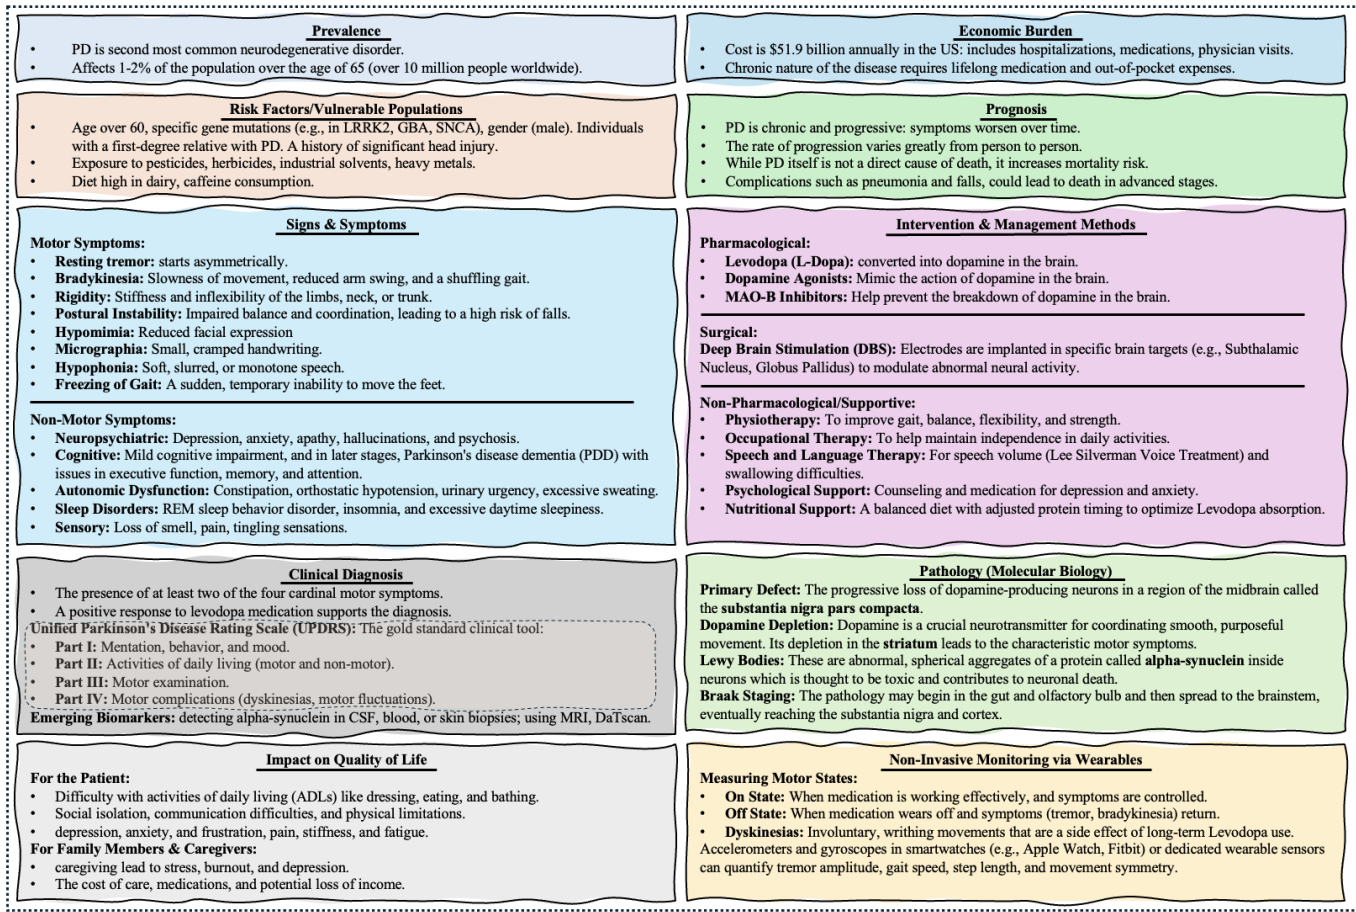 Prevalence
• PD is second most common neurodegenerative disorder.
• Affects 1-2% of the population over the age of 65 (over 10 million people worldwide).
Economic Burden
• Cost is $51.9 billion annually in the US: includes hospitalizations, medications, physician visits.
• Chronic nature of the disease requires lifelong medication and out-of-pocket expenses.
Risk Factors/Vulnerable Populations
• Age over 60, specific gene mutations (e.g., in LRRK2, GBA, SNCA), gender (male). Individuals
with a first-degree relative with PD. A history of significant head injury.
• Exposure to pesticides, herbicides, industrial solvents, heavy metals.
• Diet high in dairy, caffeine consumption.
Prognosis
• PD is chronic and progressive: symptoms worsen over time.
• The rate of progression varies greatly from person to person.
• While PD itself is not a direct cause of death, it increases mortality risk.
• Complications such as pneumonia and falls, could lead to death in advanced stages.
Signs & Symptoms
Motor Symptoms:
• Resting tremor: starts asymmetrically.
• Bradykinesia: Slowness of movement, reduced arm swing, and a shuffling gait.
• Rigidity: Stiffness and inflexibility of the limbs, neck, or trunk.
• Postural Instability: Impaired balance and coordination, leading to a high risk of falls.
• Hypomimia: Reduced facial expression
• Micrographia: Small, cramped handwriting.
• Hypophonia: Soft, slurred, or monotone speech.
• Freezing of Gait: A sudden, temporary inability to move the feet.
Non-Motor Symptoms:
• Neuropsychiatric: Depression, anxiety, apathy, hallucinations, and psychosis.
• Cognitive: Mild cognitive impairment, and in later stages, Parkinson's disease dementia (PDD) with
issues in executive function, memory, and attention.
• Autonomic Dysfunction: Constipation, orthostatic hypotension, urinary urgency, excessive sweating.
• Sleep Disorders: REM sleep behavior disorder, insomnia, and excessive daytime sleepiness.
• Sensory: Loss of smell, pain, tingling sensations.
Intervention & Management Methods
Pharmacological:
• Levodopa (L-Dopa): converted into dopamine in the brain.
• Dopamine Agonists: Mimic the action of dopamine in the brain.
• MAO-B Inhibitors: Help prevent the breakdown of dopamine in the brain.
Surgical:
Deep Brain Stimulation (DBS): Electrodes are implanted in specific brain targets (e.g., Subthalamic
Nucleus, Globus Pallidus) to modulate abnormal neural activity.
Non-Pharmacological/Supportive:
• Physiotherapy: To improve gait, balance, flexibility, and strength.
• Occupational Therapy: To help maintain independence in daily activities.
• Speech and Language Therapy: For speech volume (Lee Silverman Voice Treatment) and
swallowing difficulties.
• Psychological Support: Counseling and medication for depression and anxiety.
• Nutritional Support: A balanced diet with adjusted protein timing to optimize Levodopa absorption.
Clinical Diagnosis
• The presence of at least two of the four cardinal motor symptoms.
• A positive response to levodopa medication supports the diagnosis.
Unified Parkinson's Disease Rating Scale (UPDRS): The gold standard clinical tool:
• Part I: Mentation, behavior, and mood.
• Part II: Activities of daily living (motor and non-motor).
• Part III: Motor examination.
• Part IV: Motor complications (dyskinesias, motor fluctuations).
Emerging Biomarkers: detecting alpha-synuclein in CSF, blood, or skin biopsies; using MRI, DaTscan.
Pathology (Molecular Biology)
Primary Defect: The progressive loss of dopamine-producing neurons in a region of the midbrain called
the substantia nigra pars compacta.
Dopamine Depletion: Dopamine is a crucial neurotransmitter for coordinating smooth, purposeful
movement. Its depletion in the striatum leads to the characteristic motor symptoms.
Lewy Bodies: These are abnormal, spherical aggregates of a protein called alpha-synuclein inside
neurons which is thought to be toxic and contributes to neuronal death.
Braak Staging: The pathology may begin in the gut and olfactory bulb and then spread to the brainstem,
eventually reaching the substantia nigra and cortex.
Impact on Quality of Life
For the Patient:
• Difficulty with activities of daily living (ADLs) like dressing, eating, and bathing.
• Social isolation, communication difficulties, and physical limitations.
• depression, anxiety, and frustration, pain, stiffness, and fatigue.
For Family Members & Caregivers:
• caregiving lead to stress, burnout, and depression.
• The cost of care, medications, and potential loss of income.
Non-Invasive Monitoring via Wearables
Measuring Motor States:
• On State: When medication is working effectively, and symptoms are controlled.
• Off State: When medication wears off and symptoms (tremor, bradykinesia) return.
• Dyskinesias: Involuntary, writhing movements that are a side effect of long-term Levodopa use.
Accelerometers and gyroscopes in smartwatches (e.g., Apple Watch, Fitbit) or dedicated wearable sensors
can quantify tremor amplitude, gait speed, step length, and movement symmetry.